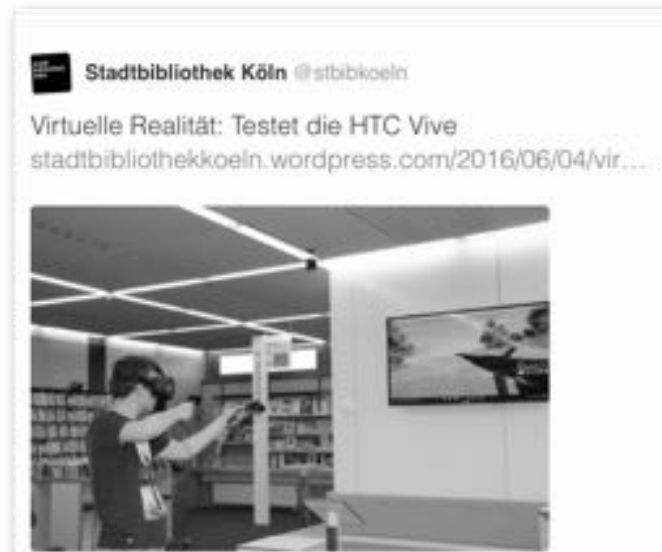 Stadtbibliothek Köln @stbibkoeln
Virtuelle Realität: Testet die HTC Vive
stadtbibliothekkoeln.wordpress.com/2016/06/04/vir...